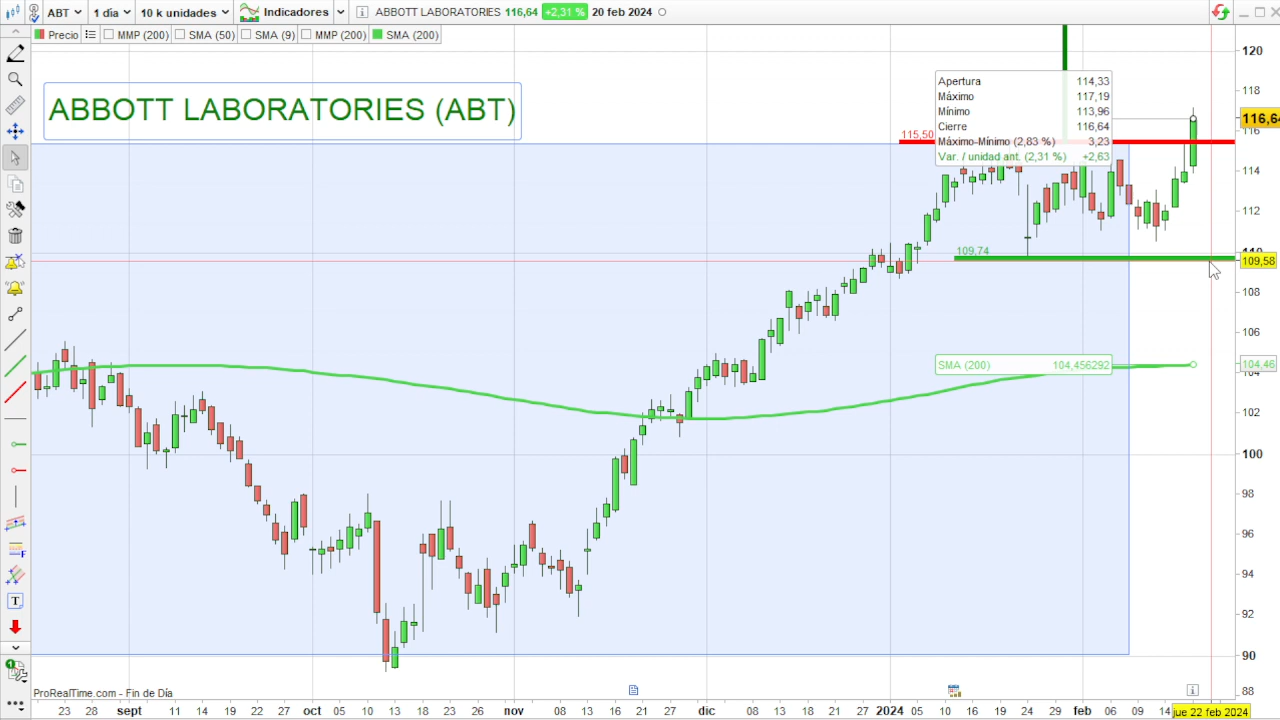 ABT 1 día 10 k unidades Indicadores ABBOTT LABORATORIES 116,64 +2,31 % 20 feb 2024
Precio MMP (200) SMA (50) SMA (9) MMP (200) SMA (200)
ABBOTT LABORATORIES (ABT)
Apertura 114,33
Máximo 117,19
Mínimo 113,96
Cierre 116,64
Máximo-Mínimo (2,83 %) 3,23
Var. / unidad ant. (2,31 %) +2,63
115,50
109,74
SMA (200) 104,456292
120
118
116,64
116
114
112
110
109,58
108
106
104,46
104
102
100
98
96
94
92
90
88
T
F
1
ProRealTime.com - Fin de Día
23 28 sept 11 14 19 22 27 oct 05 10 13 18 23 26 nov 08 13 16 21 27 dic 08 13 18 21 27 2024 05 10 16 19 24 29 feb 06 09 14 jue 22 feb 2024